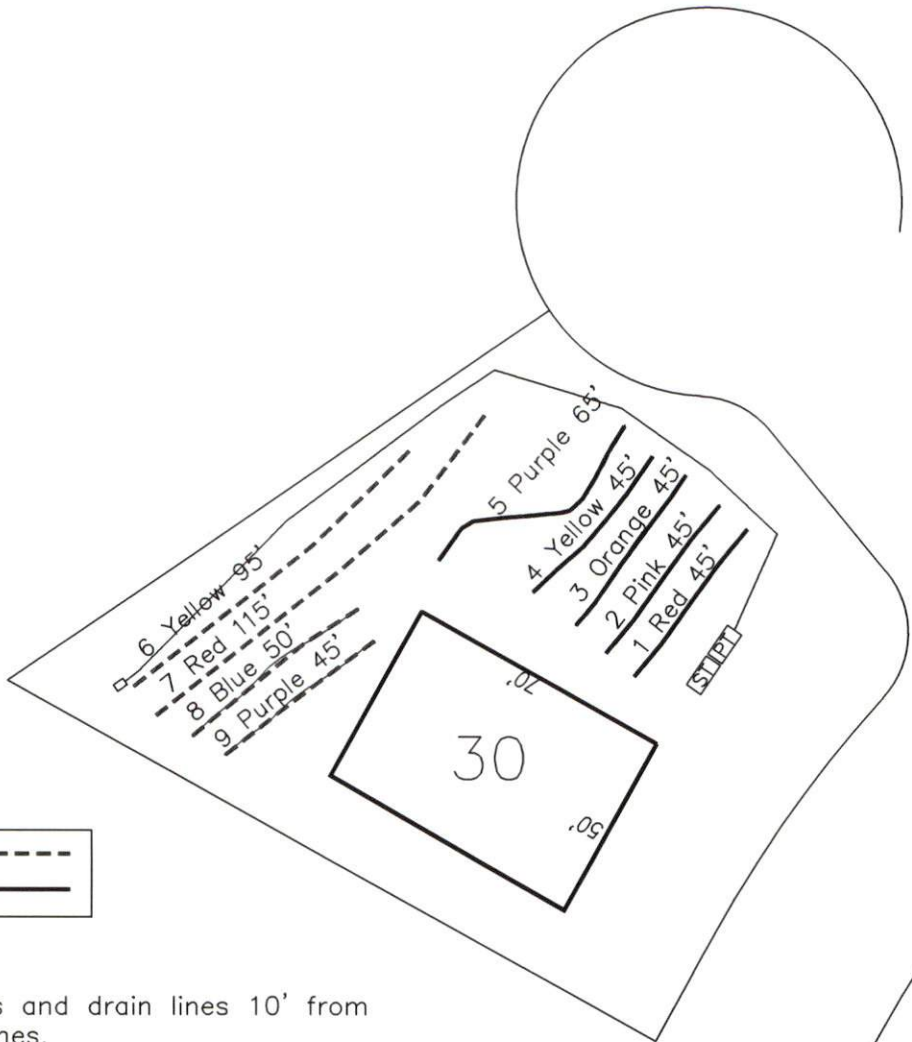 5 Purple 65'
4 Yellow 45'
3 Orange 45'
2 Pink 45'
1 Red 45'
ST
PT
6 Yellow 95'
7 Red 115'
8 Blue 50'
9 Purple 45'
70'
30
50'
and drain lines 10' from